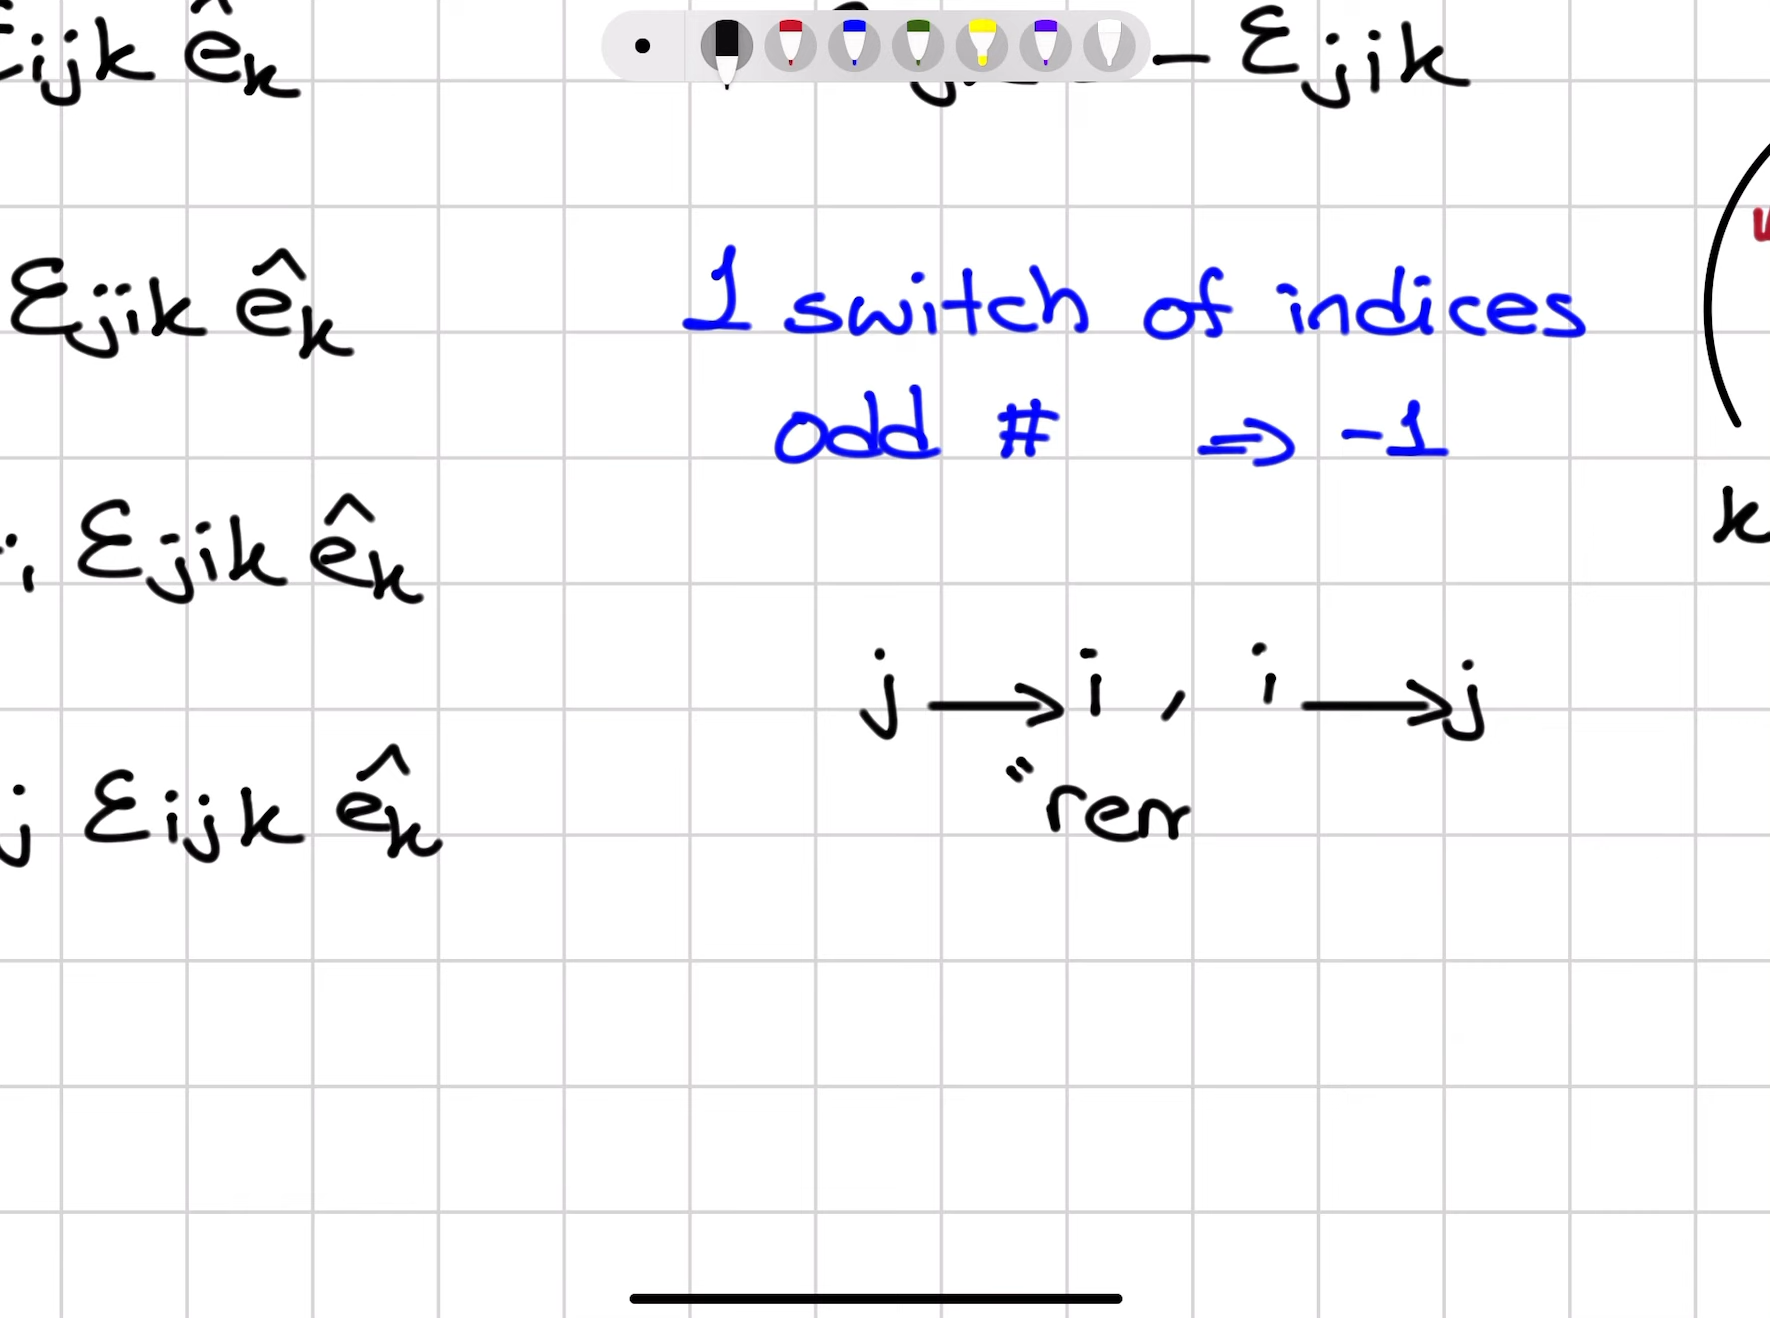 εijk êk
- εjik
εjik êk
1 switch of indices
odd # ⇒ -1
i εjik êk
k
j → i , i → j
j εijk êk
"ren